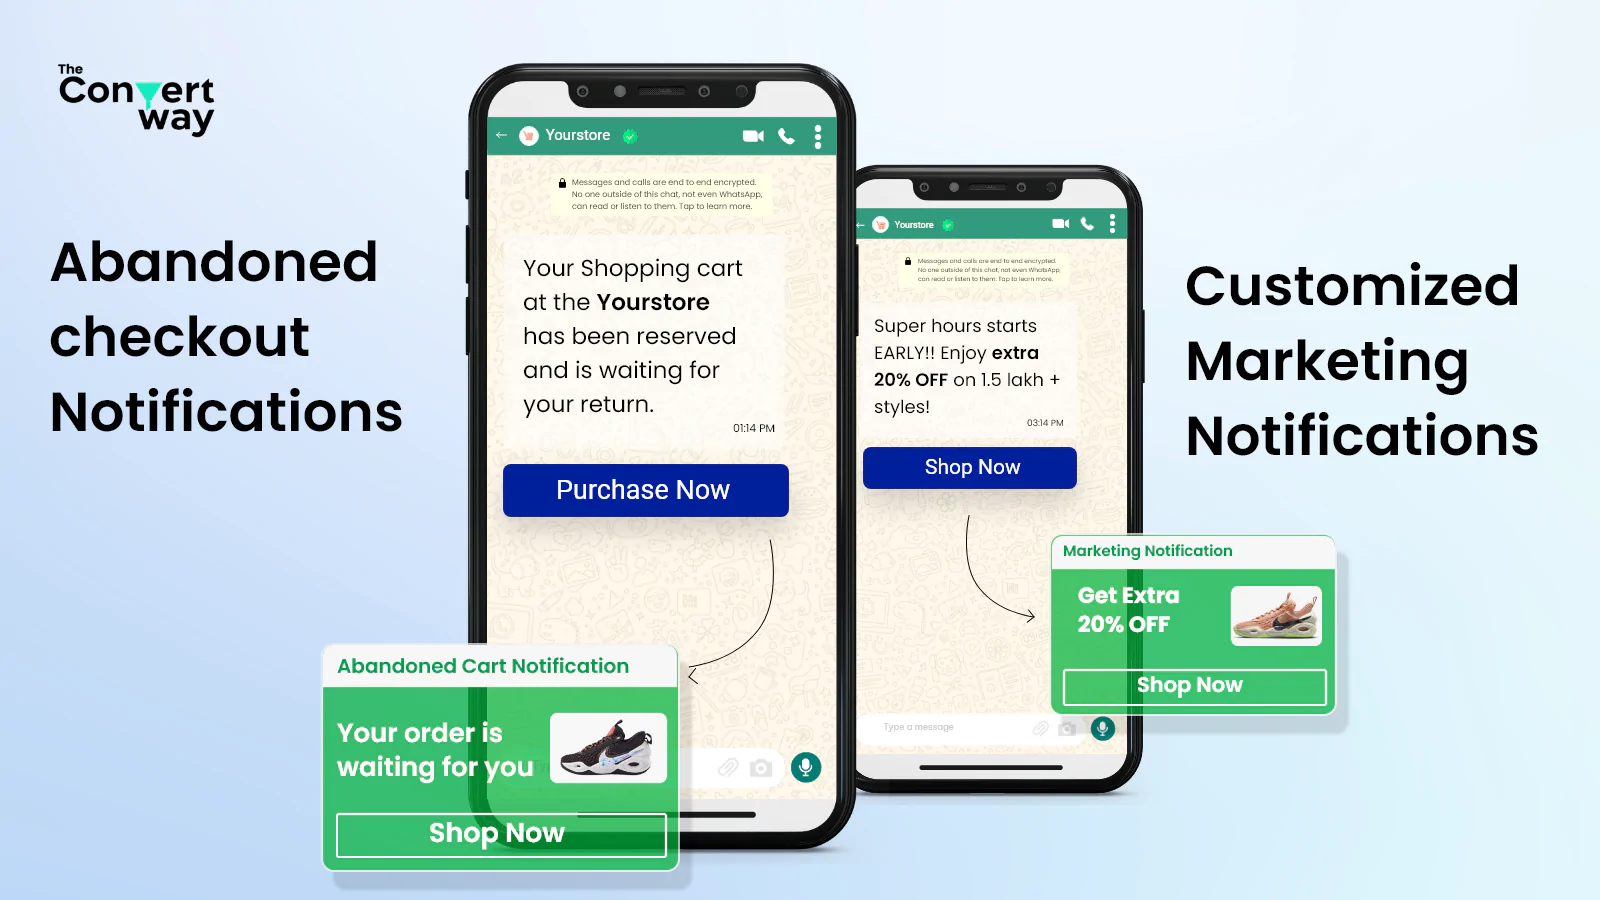 The
Convert
way
Abandoned
checkout
Notifications
Yourstore
Messages and calls are end to end encrypted.
No one outside of this chat, not even WhatsApp,
can read or listen to them. Tap to learn more.
Your Shopping cart
at the Yourstore
has been reserved
and is waiting for
your return.
01:14 PM
Purchase Now
Abandoned Cart Notification
Your order is
waiting for you
Shop Now
Yourstore
Messages and calls are end to end encrypted.
No one outside of this chat, not even WhatsApp,
can read or listen to them. Tap to learn more.
Super hours starts
EARLY!! Enjoy extra
20% OFF on 1.5 lakh +
styles!
03:14 PM
Shop Now
Marketing Notification
Get Extra
20% OFF
Shop Now
Type a message
Customized
Marketing
Notifications